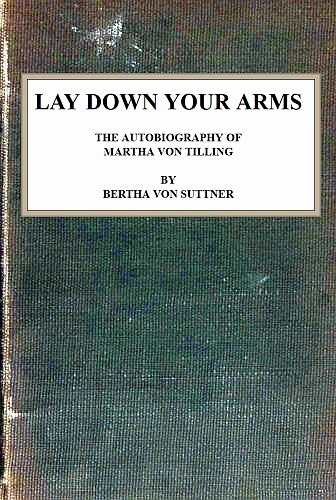 LAY DOWN YOUR ARMS
THE AUTOBIOGRAPHY OF
MARTHA VON TILLING
BY
BERTHA VON SUTTNER